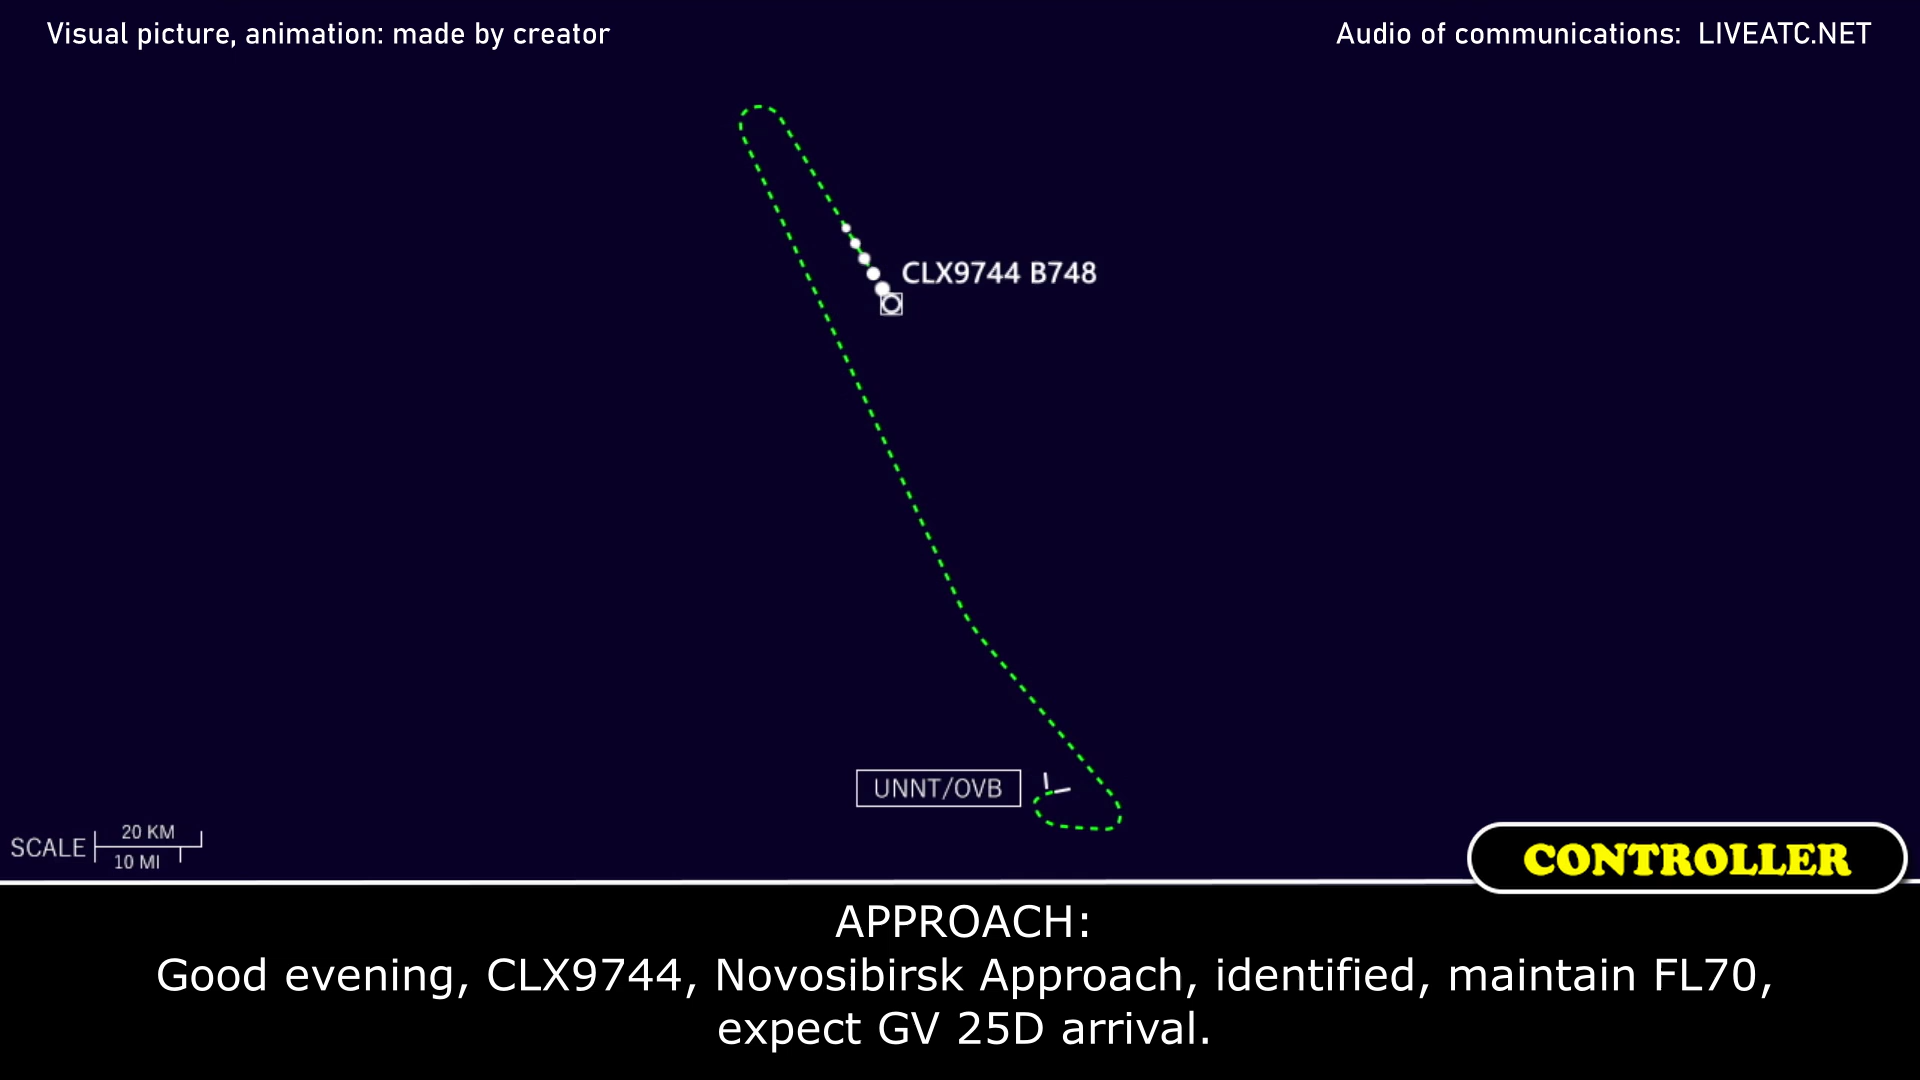 Visual picture, animation: made by creator
Audio of communications: LIVEATC.NET
CLX9744 B748
UNNT/OVB
SCALE
20 KM
10 MI
CONTROLLER
APPROACH:
Good evening, CLX9744, Novosibirsk Approach, identified, maintain FL70,
expect GV 25D arrival.